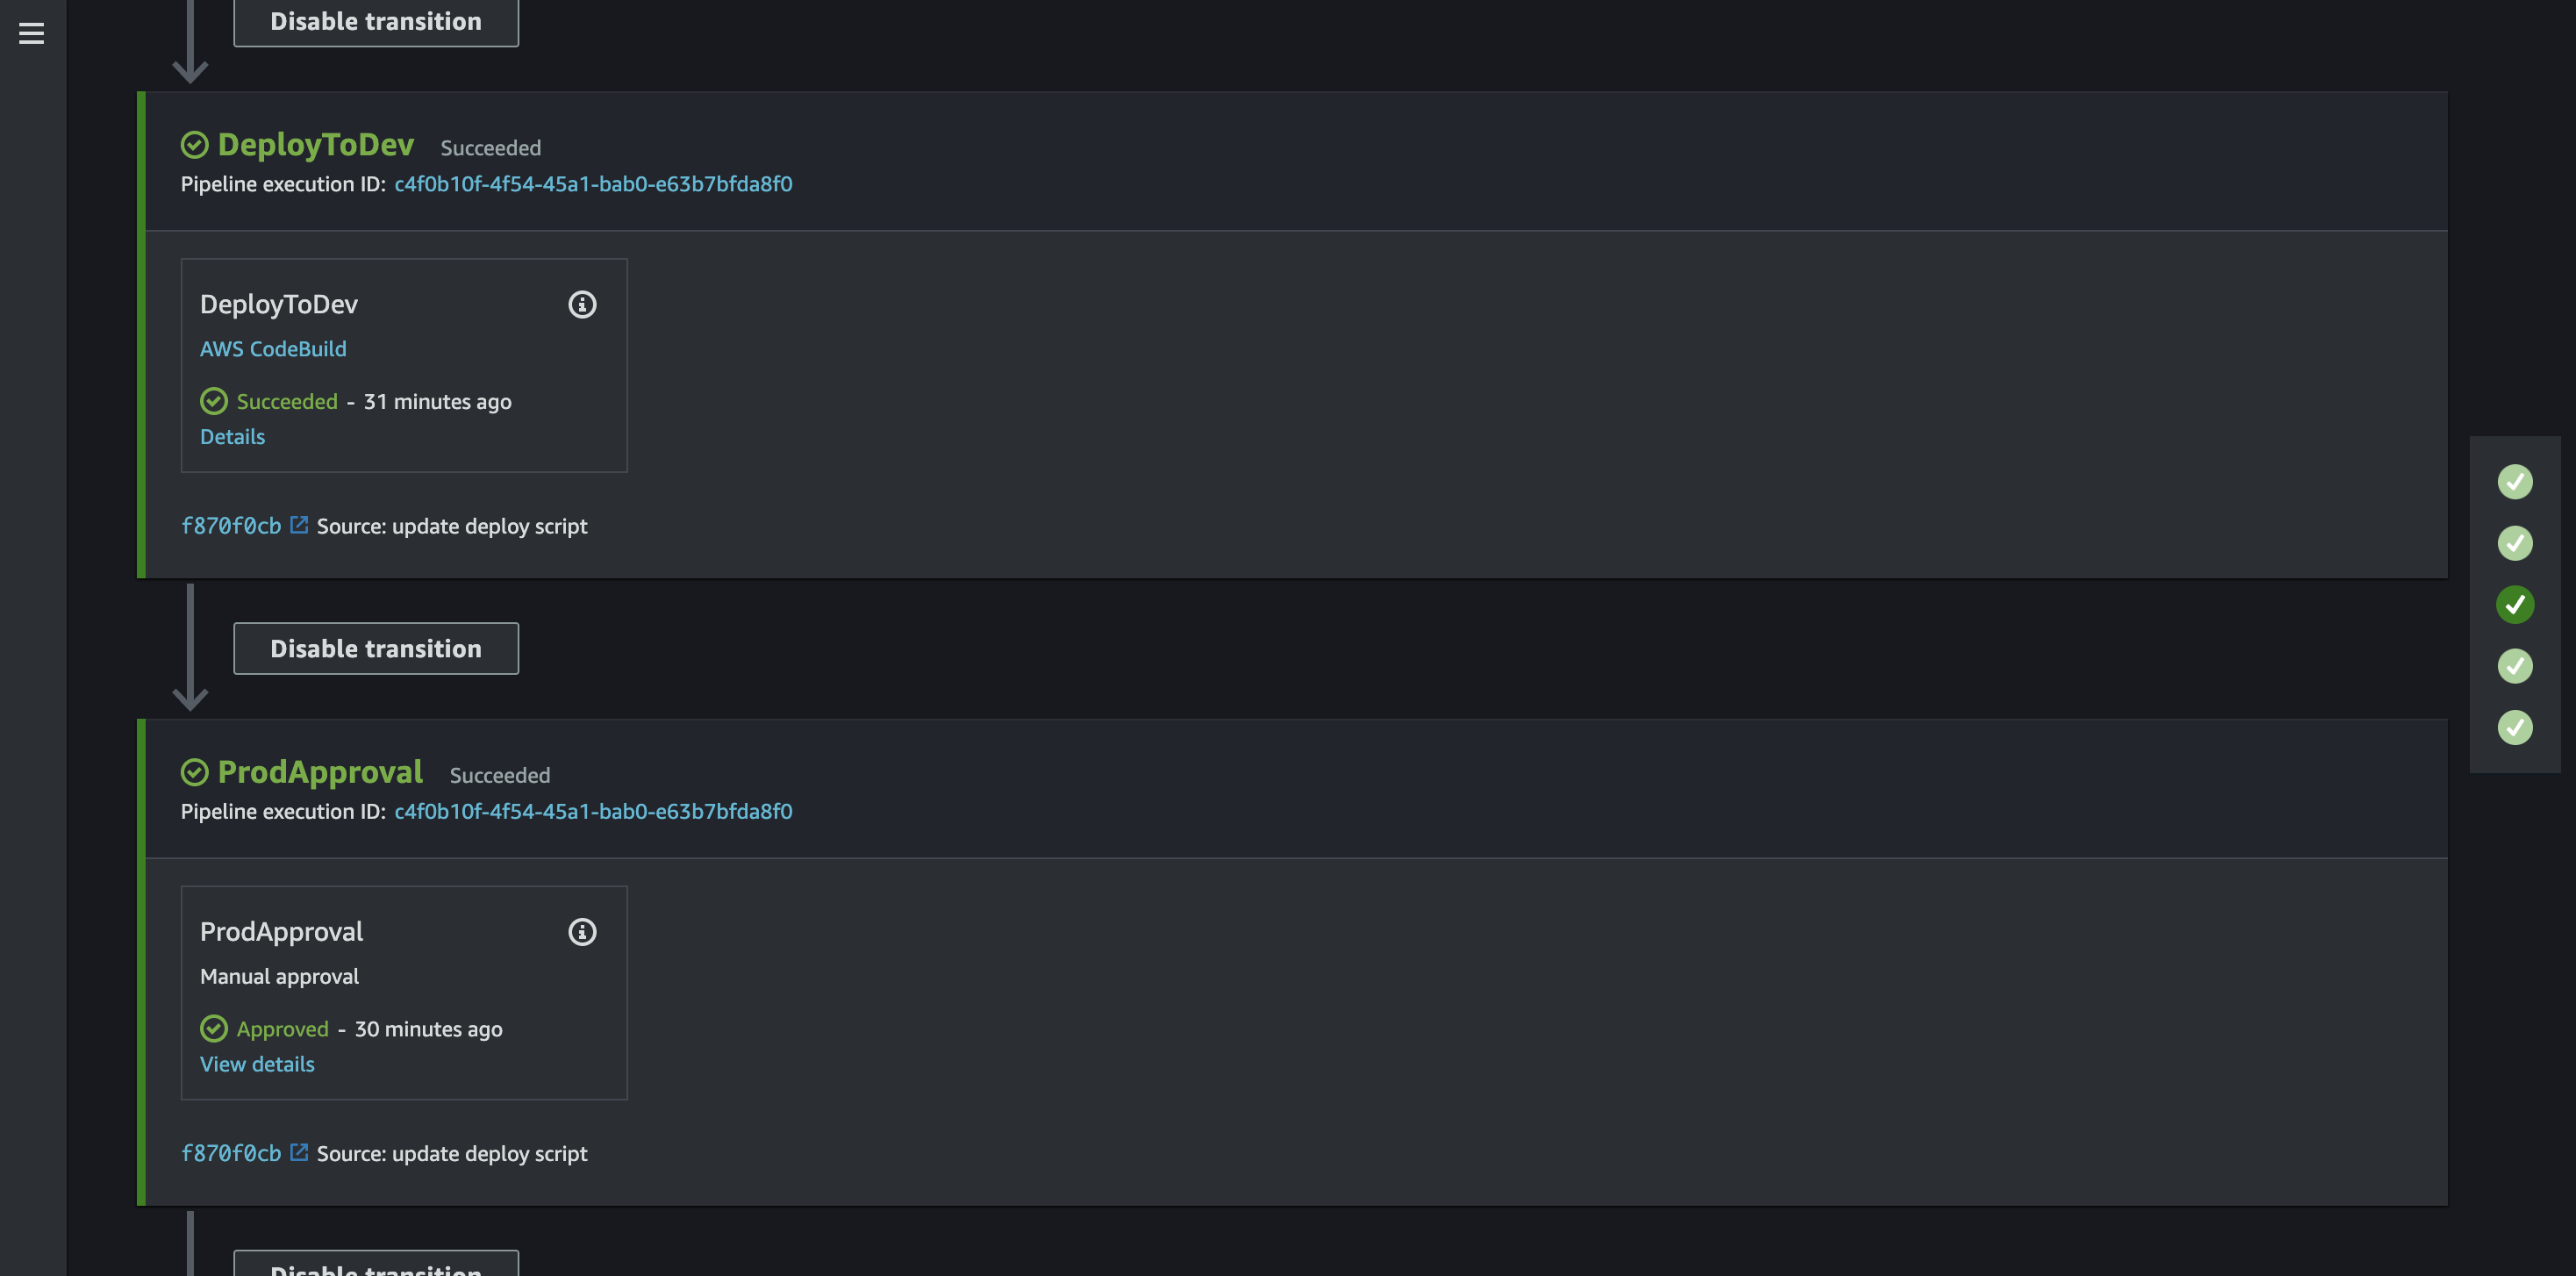 Disable transition
DeployToDev Succeeded
Pipeline execution ID: c4f0b10f-4f54-45a1-bab0-e63b7bfda8f0
DeployToDev
AWS CodeBuild
Succeeded - 31 minutes ago
Details
f870f0cb Source: update deploy script
Disable transition
ProdApproval Succeeded
Pipeline execution ID: c4f0b10f-4f54-45a1-bab0-e63b7bfda8f0
ProdApproval
Manual approval
Approved - 30 minutes ago
View details
f870f0cb Source: update deploy script
Disable transition